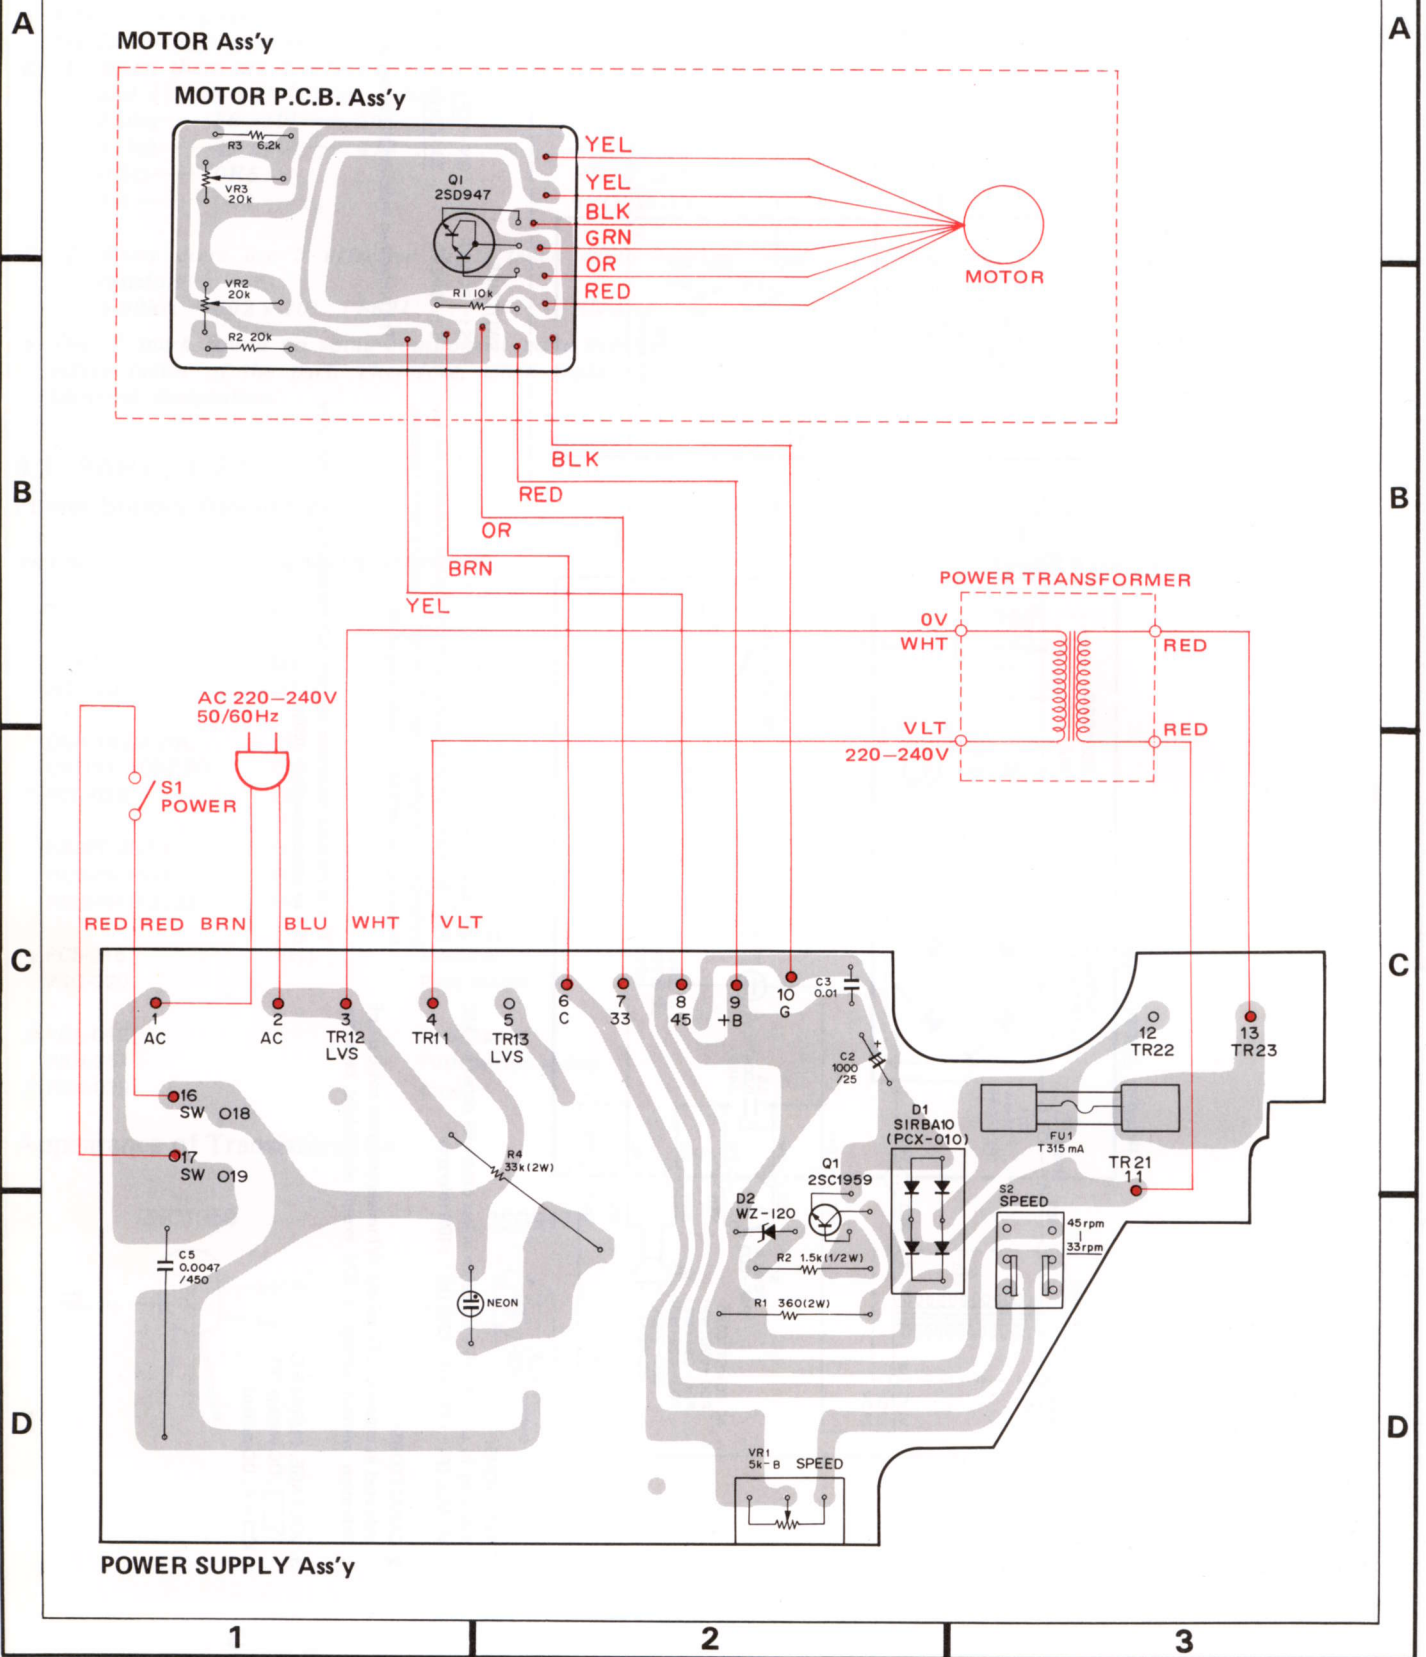 A
A
MOTOR Ass'y
MOTOR P.C.B. Ass'y
R3 6.2k
VR3
20k
Q1
2SD947
VR2
20k
R1 10k
R2 20k
YEL
YEL
BLK
GRN
OR
RED
MOTOR
B
B
BLK
RED
OR
BRN
YEL
POWER TRANSFORMER
0V
WHT
RED
VLT
220–240V
RED
AC 220–240V
50/60Hz
S1
POWER
RED
RED
BRN
BLU
WHT
VLT
C
C
1
AC
2
AC
3
TR12
LVS
4
TR11
5
TR13
LVS
6
C
7
33
8
45
9
+B
10
G
C3
0.01
12
TR22
13
TR23
16
SW
O18
17
SW
O19
C2
1000
/25
+
D1
SIRBA10
(PCX-010)
FU1
T315mA
TR21
11
R4
33k(2W)
Q1
2SC1959
D2
WZ-120
S2
SPEED
45rpm
33rpm
C5
0.0047
/450
R2 1.5k(1/2W)
R1 360(2W)
NEON
D
D
VR1
5k-B
SPEED
POWER SUPPLY Ass'y
1
2
3